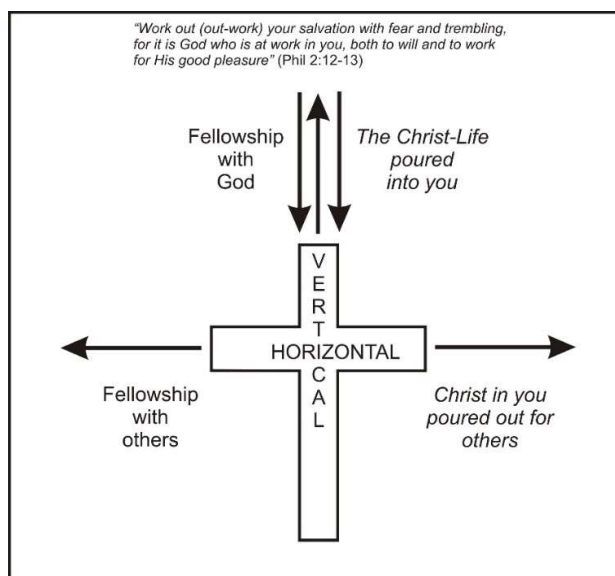 “Work out (out-work) your salvation with fear and trembling,
for it is God who is at work in you, both to will and to work
for His good pleasure” (Phil 2:12-13)
Fellowship
with
God
The Christ-Life
poured
into you
VERTICAL
HORIZONTAL
Fellowship
with
others
Christ in you
poured out for
others